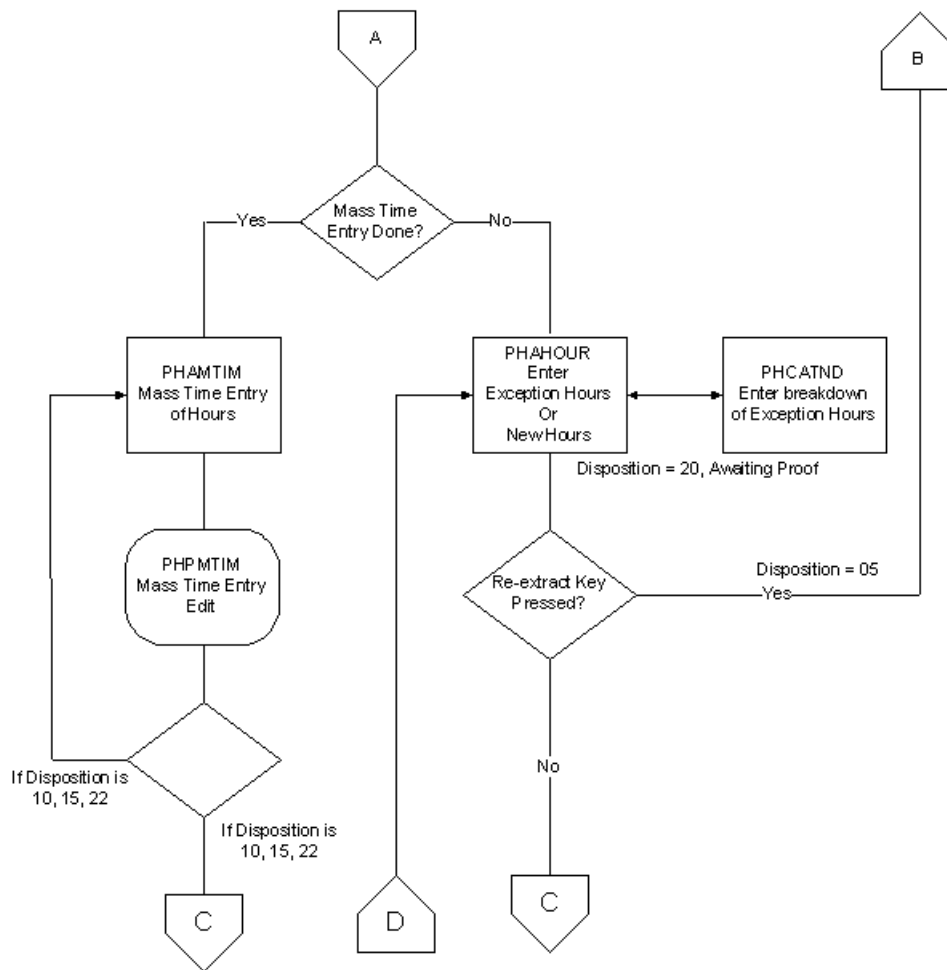 A
B
Mass Time
Entry Done?
Yes
No
PHAMTIM
Mass Time Entry
of Hours
PHAHOUR
Enter
Exception Hours
Or
New Hours
PHCATND
Enter breakdown
of Exception Hours
Disposition = 20, Awaiting Proof
PHPMTIM
Mass Time Entry
Edit
Re-extract Key
Pressed?
Disposition = 05
Yes
If Disposition is
10, 15, 22
If Disposition is
10, 15, 22
No
C
D
C